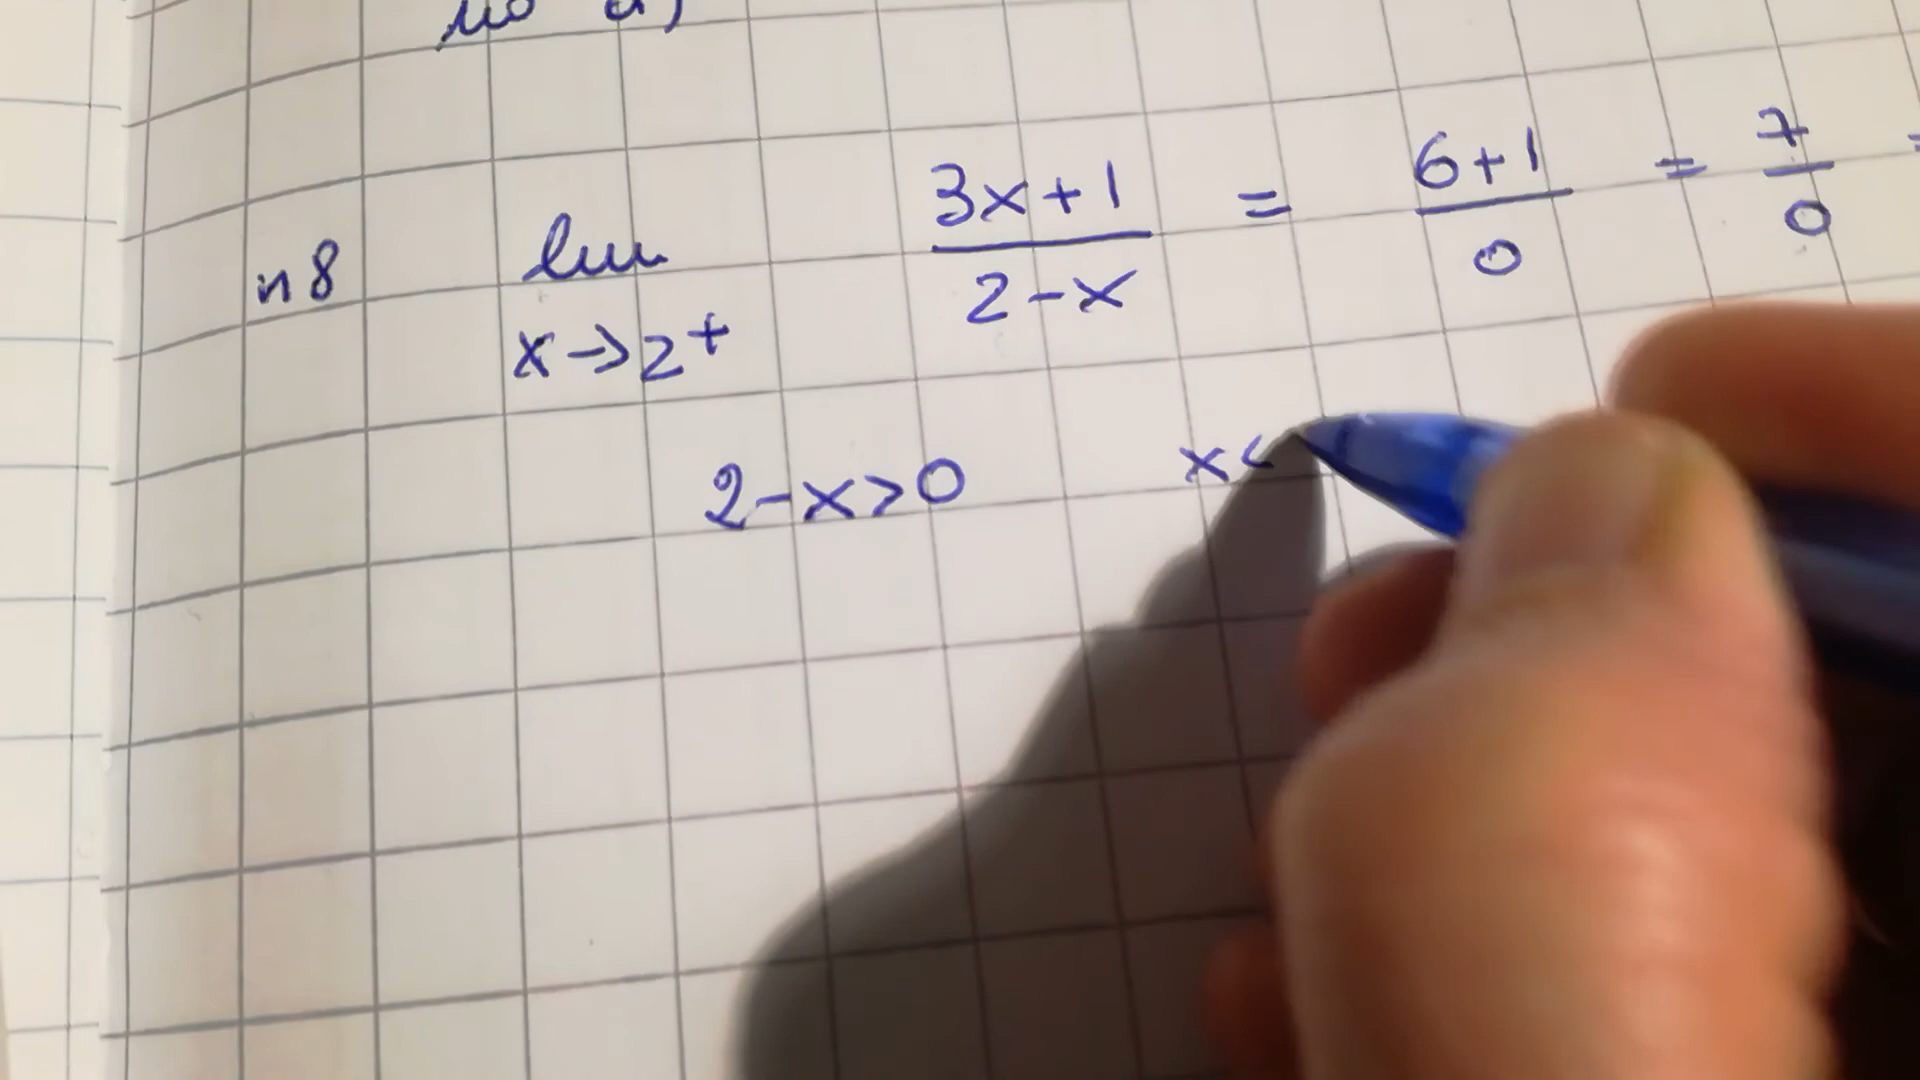 n8 lim 3x+1 / 2-x = 6+1 / 0 = 7 / 0 =
x→2⁺
2-x>0 x<